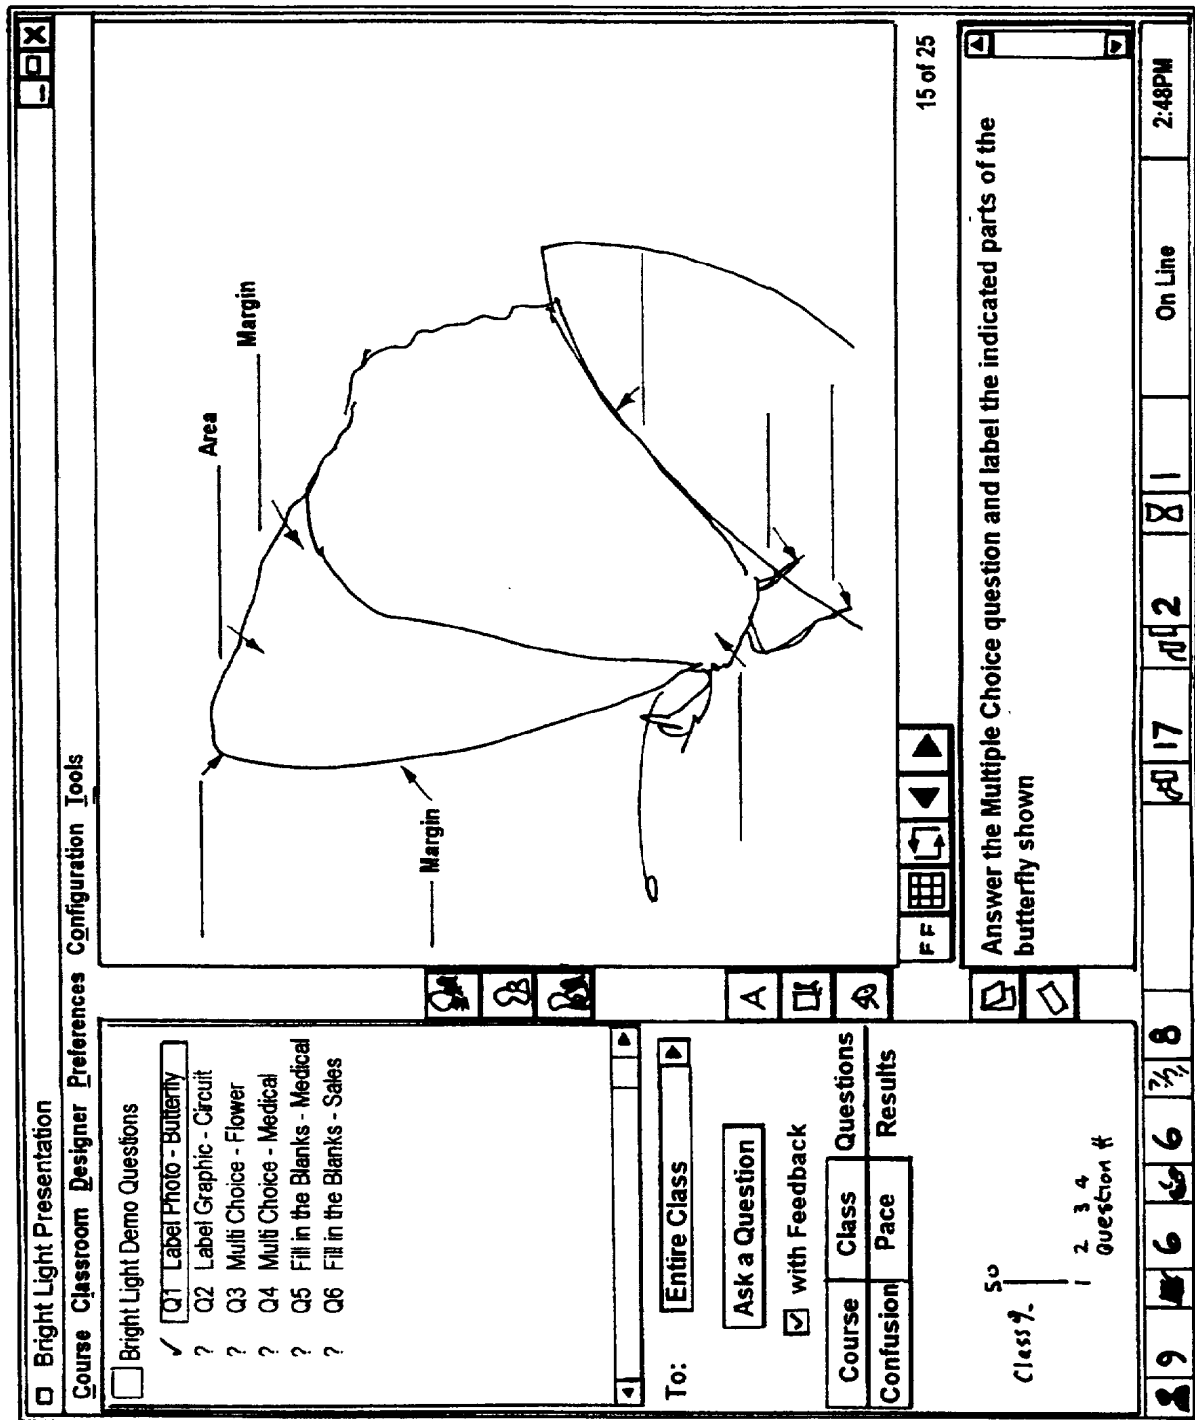 Bright Light Presentation
Course Classroom Designer Preferences Configuration Tools
Bright Light Demo Questions
✓ Q1 Label Photo - Butterfly
? Q2 Label Graphic - Circuit
? Q3 Multi Choice - Flower
? Q4 Multi Choice - Medical
? Q5 Fill in the Blanks - Medical
? Q6 Fill in the Blanks - Sales
To:
Entire Class
Ask a Question
with Feedback
Course Class Questions
Confusion Pace Results
Class %
50
1 2 3 4
Question #
A
Area
Margin
Margin
FF
15 of 25
Answer the Multiple Choice question and label the indicated parts of the
butterfly shown
9 6 6 8 17 2 1 On Line 2:48PM